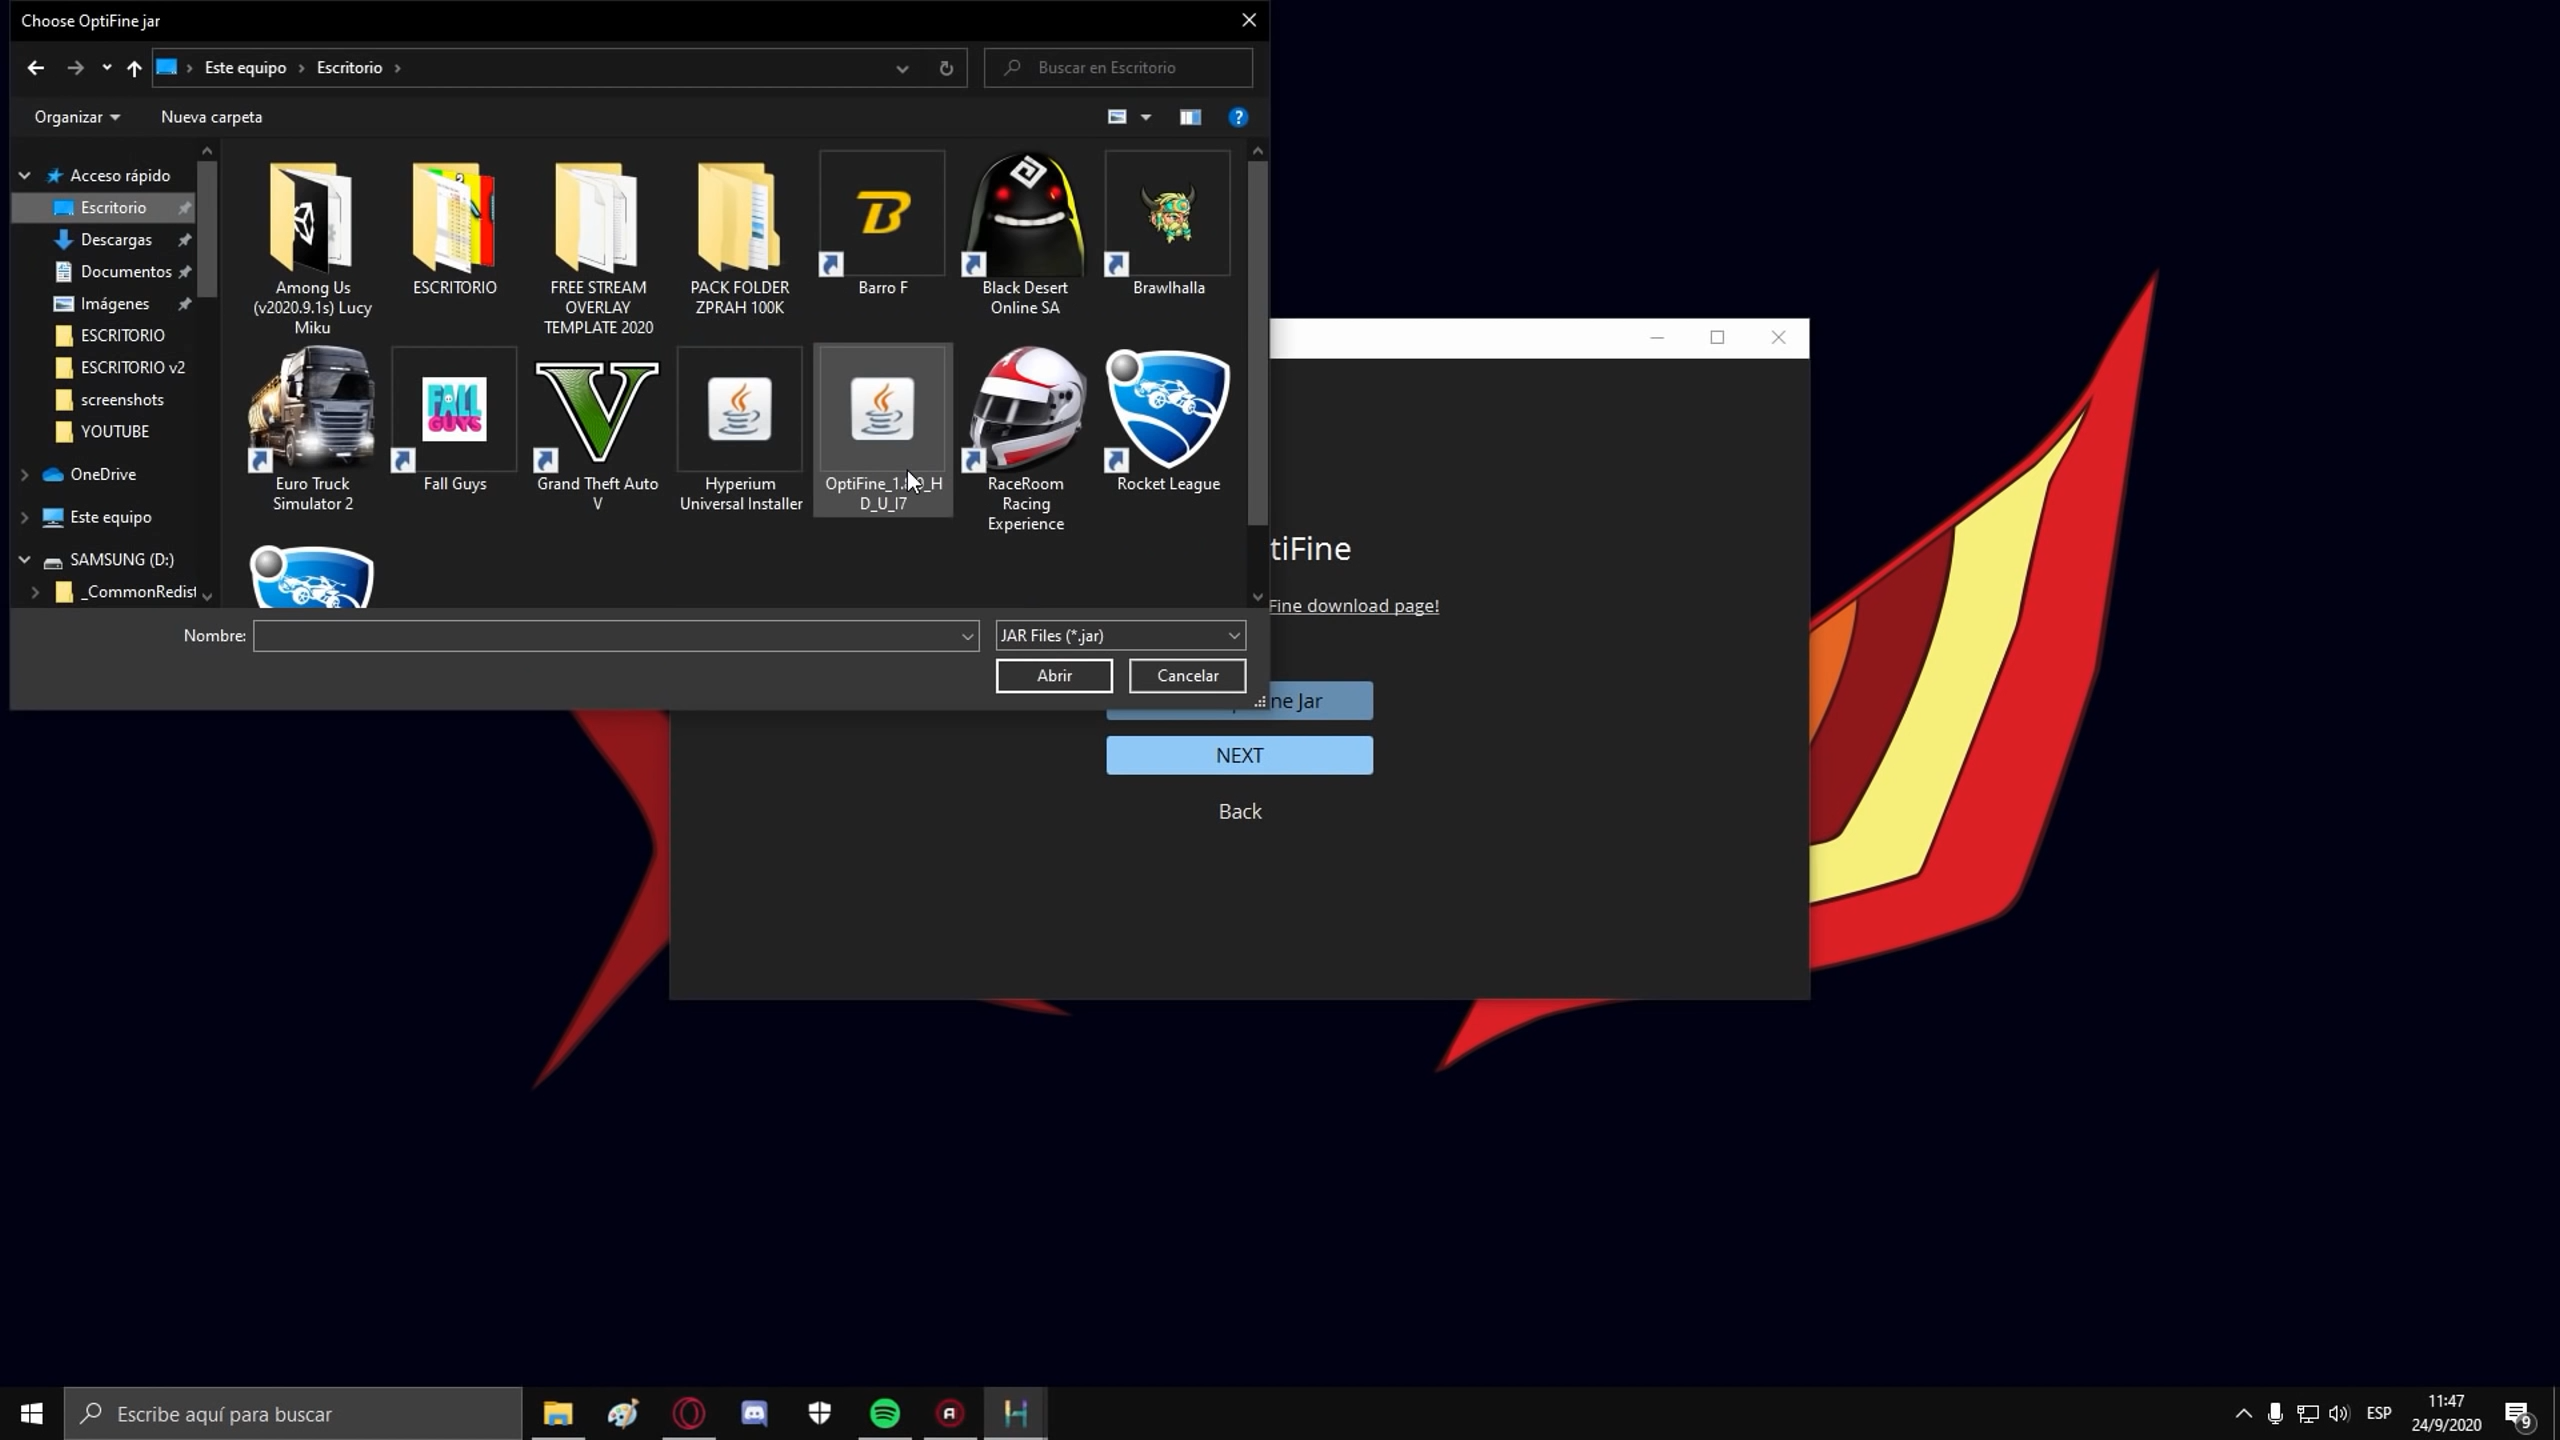 Choose OptiFine jar
Este equipo
Escritorio
Buscar en Escritorio
Organizar
Nueva carpeta
Acceso rápido
Escritorio
Descargas
Documentos
Imágenes
ESCRITORIO
ESCRITORIO v2
screenshots
YOUTUBE
OneDrive
Este equipo
SAMSUNG (D:)
_CommonRedist
Among Us
(v2020.9.1s) Lucy
Miku
ESCRITORIO
FREE STREAM
OVERLAY
TEMPLATE 2020
PACK FOLDER
ZPRAH 100K
B
Barro F
Black Desert
Online SA
Brawlhalla
Euro Truck
Simulator 2
FALL
GUYS
Fall Guys
V
Grand Theft Auto
V
Hyperium
Universal Installer
D_U_I7
RaceRoom
Racing
Experience
Rocket League
Nombre:
JAR Files (*.jar)
Abrir
Cancelar
tiFine
Fine download page!
ne Jar
NEXT
Back
Escribe aquí para buscar
ESP
11:47
24/9/2020
9